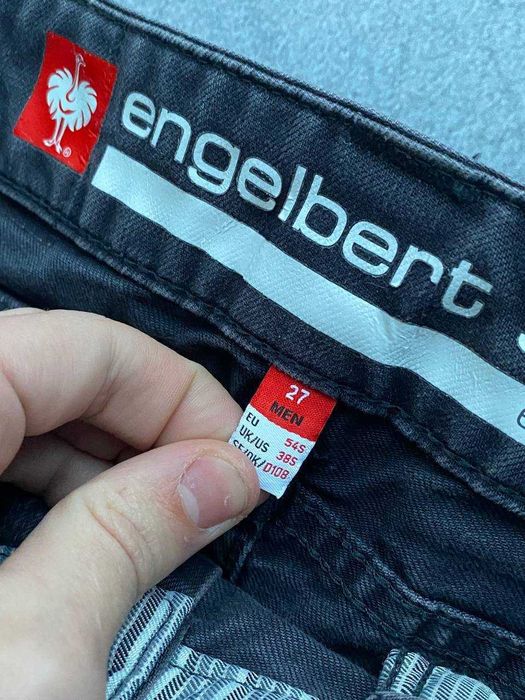 engelbert
®
27
MEN
EU 54S
UK/US 38S
SE/DK/D108